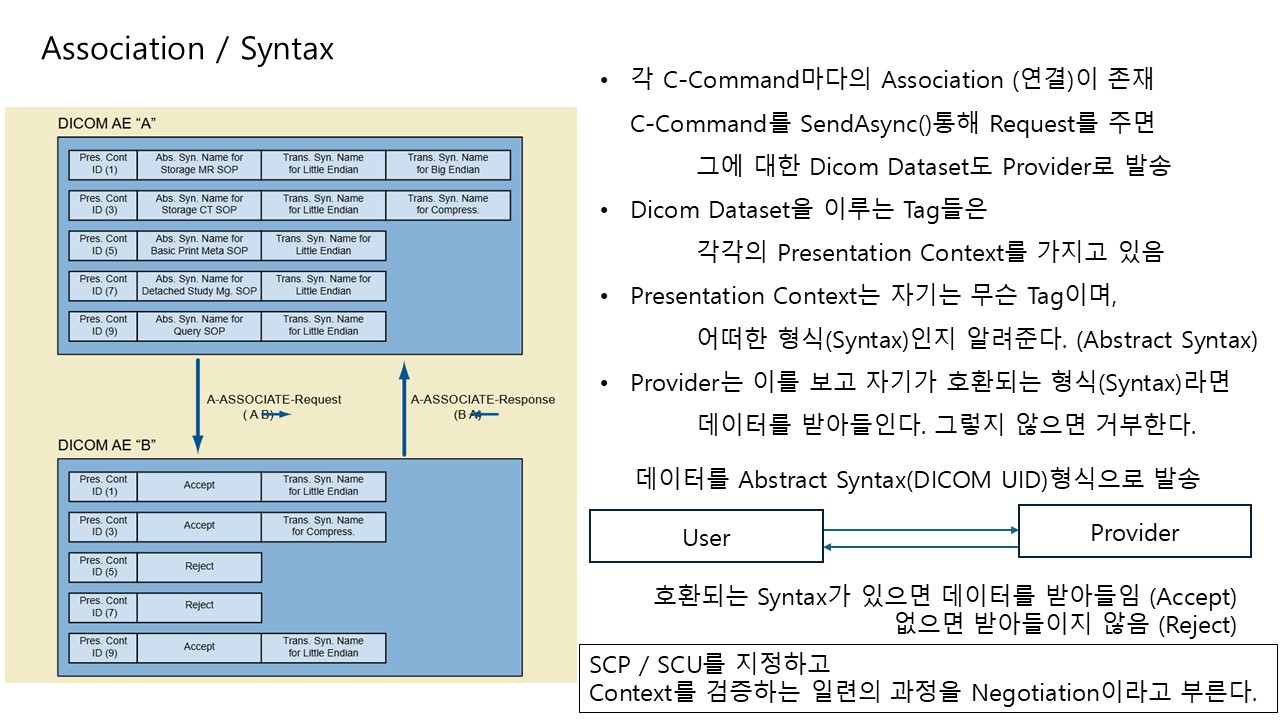 Association / Syntax
DICOM AE “A”
Pres. Cont
ID (1)
Abs. Syn. Name for
Storage MR SOP
Trans. Syn. Name
for Little Endian
Trans. Syn. Name
for Big Endian
Pres. Cont
ID (3)
Abs. Syn. Name for
Storage CT SOP
Trans. Syn. Name
for Little Endian
Trans. Syn. Name
for Compress.
Pres. Cont
ID (5)
Abs. Syn. Name for
Basic Print Meta SOP
Trans. Syn. Name for
Little Endian
Pres. Cont
ID (7)
Abs. Syn. Name for
Detached Study Mg. SOP
Trans. Syn. Name for
Little Endian
Pres. Cont
ID (9)
Abs. Syn. Name for
Query SOP
Trans. Syn. Name
for Little Endian
A-ASSOCIATE-Request
( A B)
A-ASSOCIATE-Response
(B A)
DICOM AE “B”
Pres. Cont
ID (1)
Accept
Trans. Syn. Name
for Little Endian
Pres. Cont
ID (3)
Accept
Trans. Syn. Name
for Compress.
Pres. Cont
ID (5)
Reject
Pres. Cont
ID (7)
Reject
Pres. Cont
ID (9)
Accept
Trans. Syn. Name
for Little Endian
• 각 C-Command마다의 Association (연결)이 존재
C-Command를 SendAsync()통해 Request를 주면
그에 대한 Dicom Dataset도 Provider로 발송
• Dicom Dataset을 이루는 Tag들은
각각의 Presentation Context를 가지고 있음
• Presentation Context는 자기는 무슨 Tag이며,
어떠한 형식(Syntax)인지 알려준다. (Abstract Syntax)
• Provider는 이를 보고 자기가 호환되는 형식(Syntax)라면
데이터를 받아들인다. 그렇지 않으면 거부한다.
데이터를 Abstract Syntax(DICOM UID)형식으로 발송
User
Provider
호환되는 Syntax가 있으면 데이터를 받아들임 (Accept)
없으면 받아들이지 않음 (Reject)
SCP / SCU를 지정하고
Context를 검증하는 일련의 과정을 Negotiation이라고 부른다.